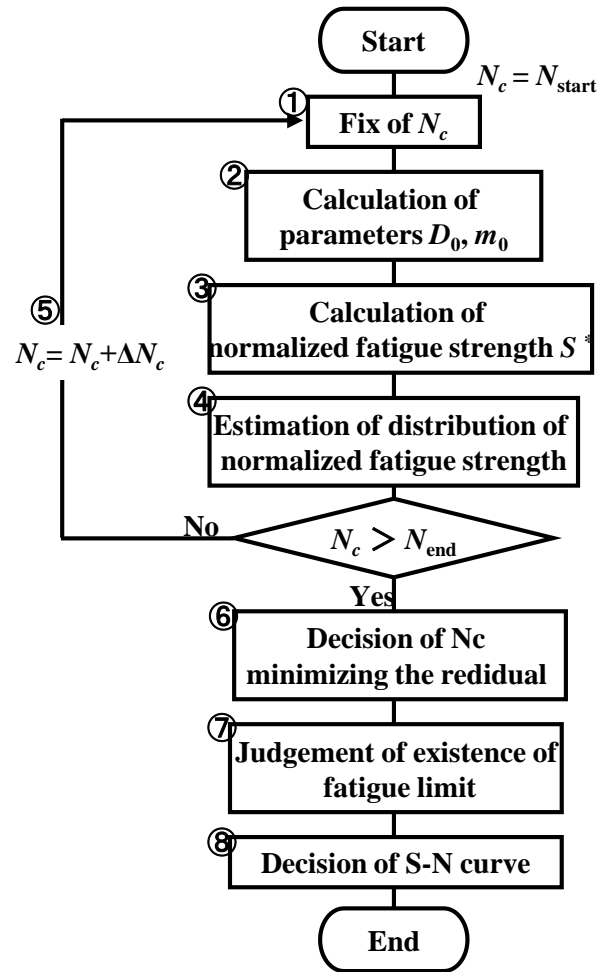 Start
N_c = N_start
①
Fix of N_c
②
Calculation of
parameters D_0, m_0
③
Calculation of
normalized fatigue strength S *
④
Estimation of distribution of
normalized fatigue strength
⑤
N_c = N_c+ΔN_c
No
N_c > N_end
Yes
⑥
Decision of Nc
minimizing the redidual
⑦
Judgement of existence of
fatigue limit
⑧
Decision of S-N curve
End